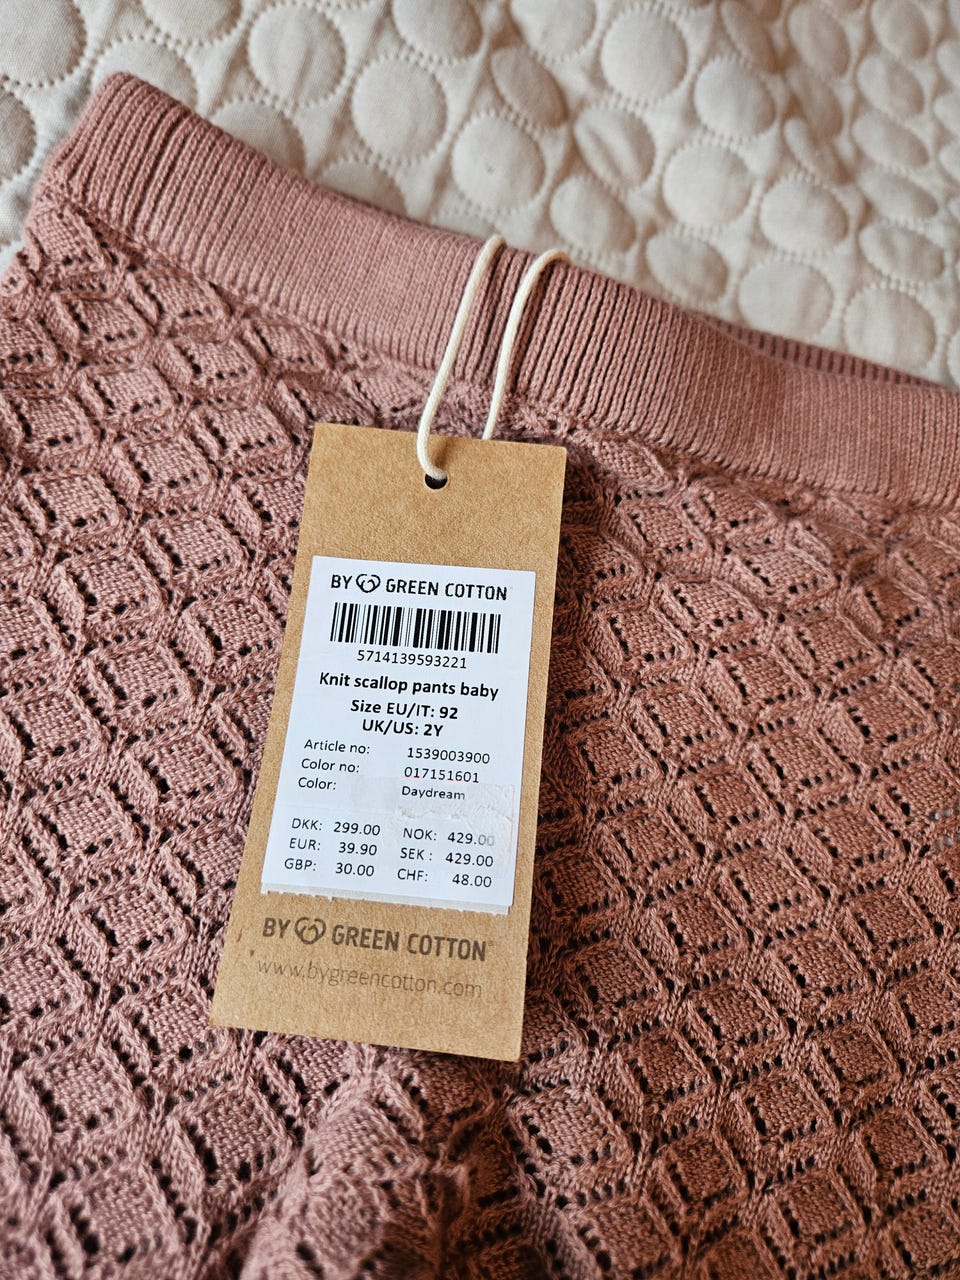 BY GREEN COTTON
5714139593221
Knit scallop pants baby
Size EU/IT: 92
UK/US: 2Y
Article no: 1539003900
Color no: 017151601
Color: Daydream
DKK: 299.00 NOK: 429.00
EUR: 39.90 SEK : 429.00
GBP: 30.00 CHF: 48.00
BY GREEN COTTON®
www.bygreencotton.com